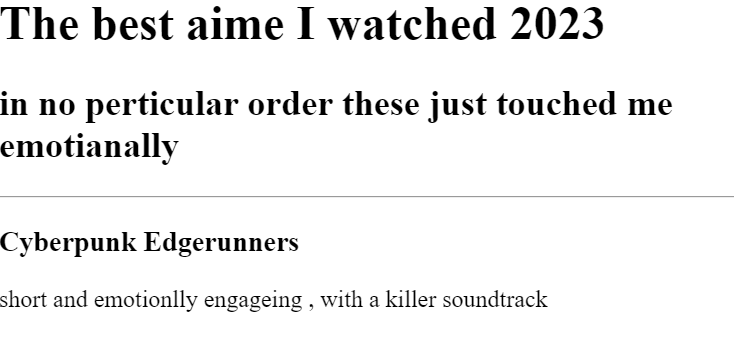 The best aime I watched 2023
in no perticular order these just touched me
emotianally
Cyberpunk Edgerunners
short and emotionlly engageing , with a killer soundtrack